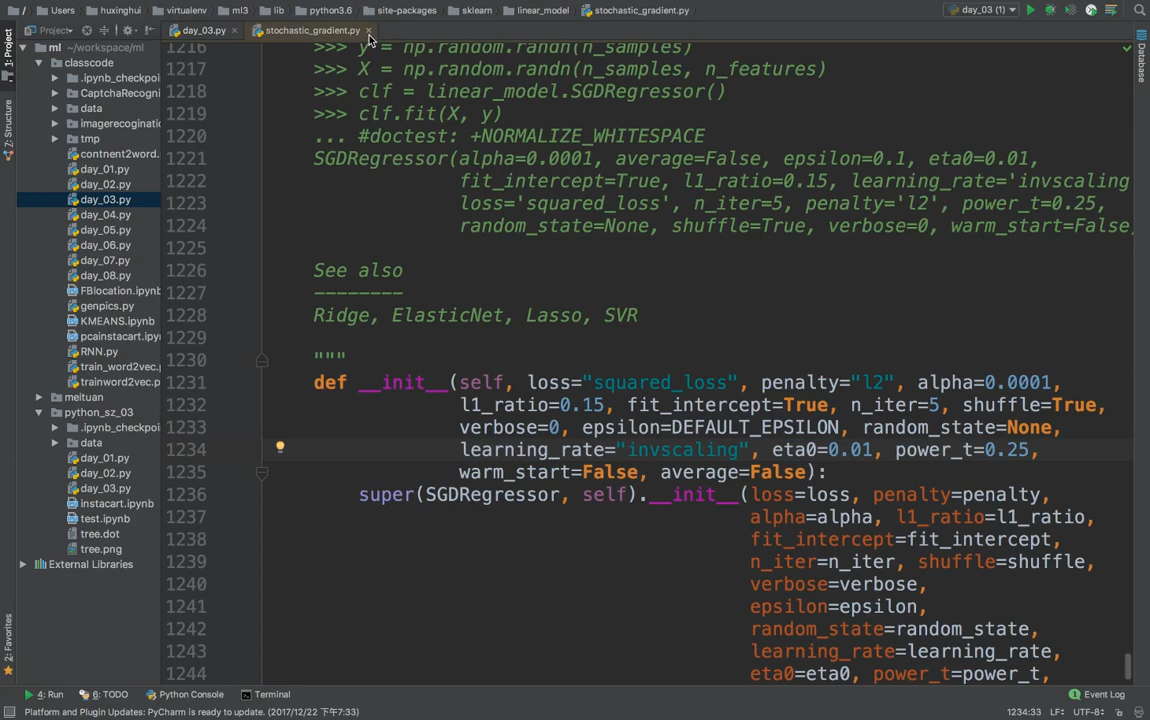 / Users huxinghui virtualenv ml3 lib python3.6 site-packages sklearn linear_model stochastic_gradient.py day_03 (1)
Project day_03.py stochastic_gradient.py
1: Project
7: Structure
2: Favorites
Database
ml ~/workspace/ml
classcode
.ipynb_checkpoi
CaptchaRecogni
data
imagerecoginatio
tmp
contnent2word.
day_01.py
day_02.py
day_03.py
day_04.py
day_05.py
day_06.py
day_07.py
day_08.py
FBlocation.ipynb
genpics.py
KMEANS.ipynb
pcainstacart.ipyn
RNN.py
train_word2vec.p
trainword2vec.p
meituan
python_sz_03
.ipynb_checkpoi
data
day_01.py
day_02.py
day_03.py
instacart.ipynb
test.ipynb
tree.dot
tree.png
External Libraries
1216 >>> y = np.random.randn(n_samples)
1217 >>> X = np.random.randn(n_samples, n_features)
1218 >>> clf = linear_model.SGDRegressor()
1219 >>> clf.fit(X, y)
1220 ... #doctest: +NORMALIZE_WHITESPACE
1221 SGDRegressor(alpha=0.0001, average=False, epsilon=0.1, eta0=0.01,
1222 fit_intercept=True, l1_ratio=0.15, learning_rate='invscaling
1223 loss='squared_loss', n_iter=5, penalty='l2', power_t=0.25,
1224 random_state=None, shuffle=True, verbose=0, warm_start=False,
1225
1226 See also
1227 --------
1228 Ridge, ElasticNet, Lasso, SVR
1229
1230 """
1231 def __init__(self, loss="squared_loss", penalty="l2", alpha=0.0001,
1232 l1_ratio=0.15, fit_intercept=True, n_iter=5, shuffle=True,
1233 verbose=0, epsilon=DEFAULT_EPSILON, random_state=None,
1234 learning_rate="invscaling", eta0=0.01, power_t=0.25,
1235 warm_start=False, average=False):
1236 super(SGDRegressor, self).__init__(loss=loss, penalty=penalty,
1237 alpha=alpha, l1_ratio=l1_ratio,
1238 fit_intercept=fit_intercept,
1239 n_iter=n_iter, shuffle=shuffle,
1240 verbose=verbose,
1241 epsilon=epsilon,
1242 random_state=random_state,
1243 learning_rate=learning_rate,
1244 eta0=eta0, power_t=power_t,
4: Run 6: TODO Python Console Terminal Event Log
Platform and Plugin Updates: PyCharm is ready to update. (2017/12/22 下午7:33) 1234:33 LF÷ UTF-8÷